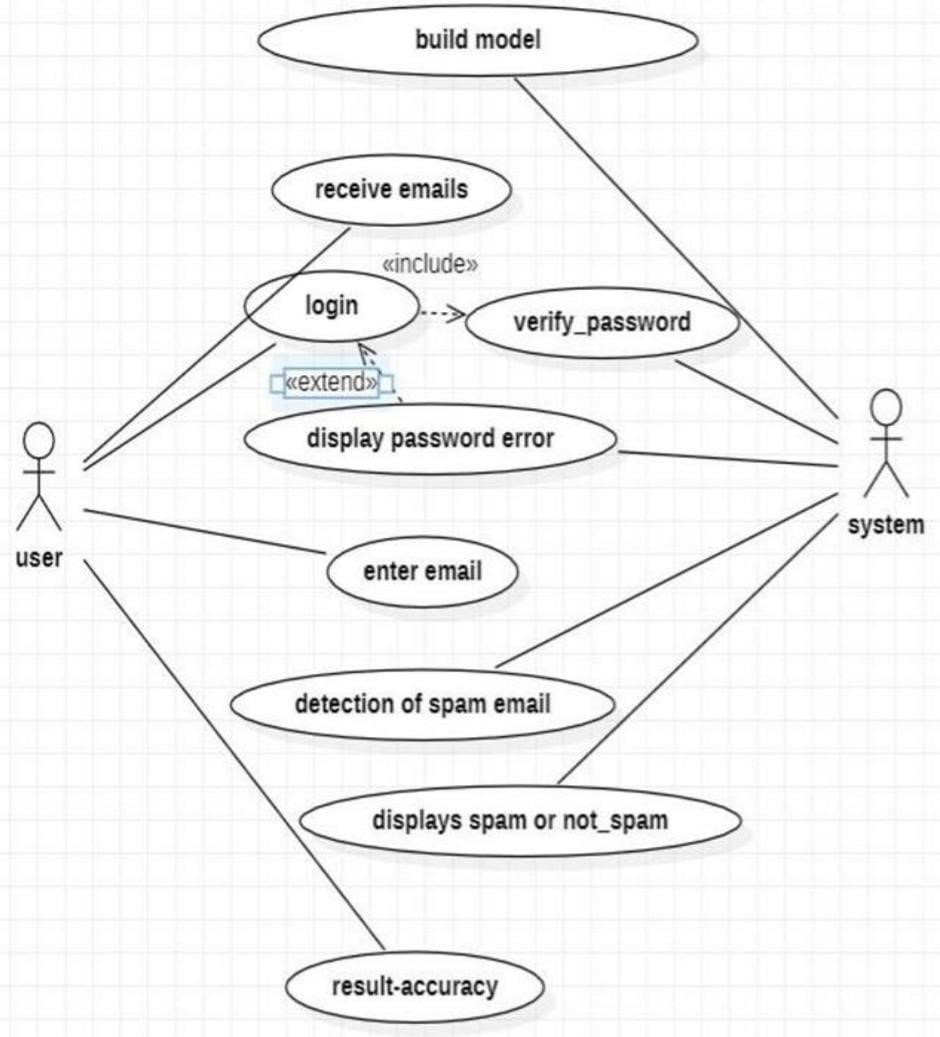 build model
receive emails
«include»
login
verify_password
«extend»
display password error
system
user
enter email
detection of spam email
displays spam or not_spam
result-accuracy